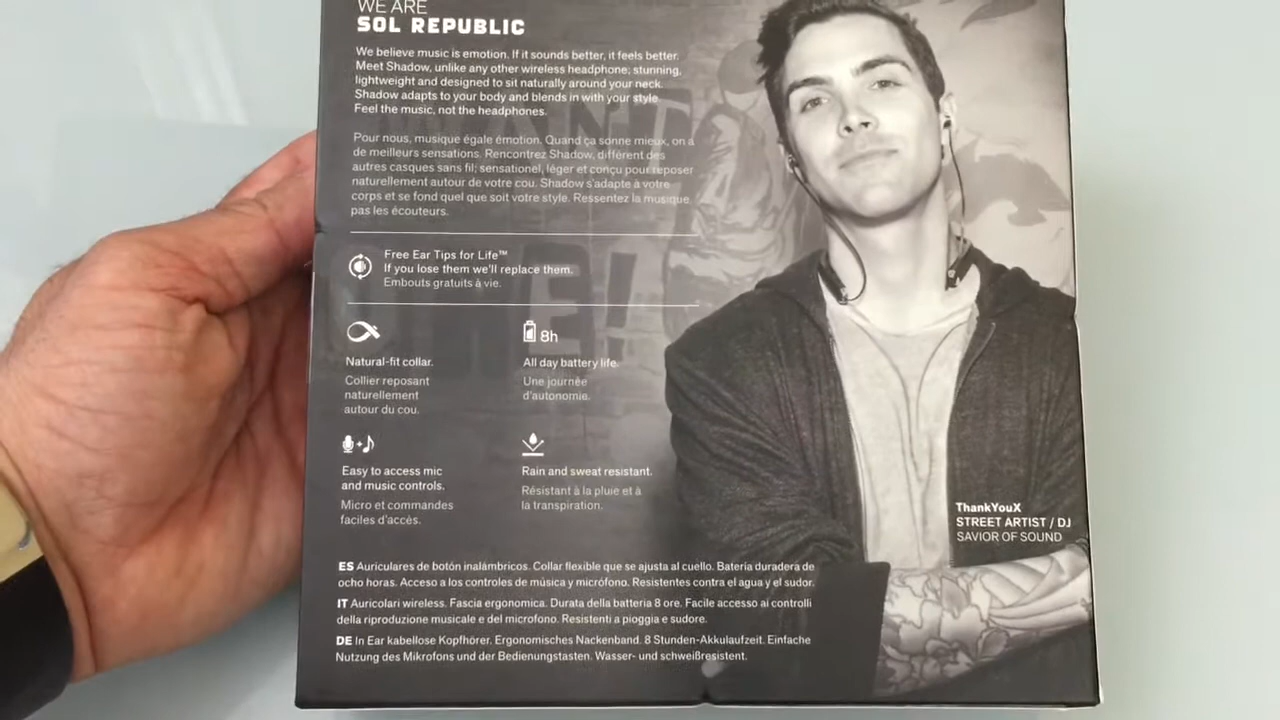 WE ARE
SOL REPUBLIC
We believe music is emotion. If it sounds better, it feels better.
Meet Shadow, unlike any other wireless headphone; stunning,
lightweight and designed to sit naturally around your neck.
Shadow adapts to your body and blends in with your style.
Feel the music, not the headphones.
Pour nous, musique égale émotion. Quand ça sonne mieux, on a
de meilleurs sensations. Rencontrez Shadow, différent des
autres casques sans fil; sensationel, léger et conçu pour reposer
naturellement autour de votre cou. Shadow s'adapte à votre
corps et se fond quel que soit votre style. Ressentez la musique
pas les écouteurs.
Free Ear Tips for Life™
If you lose them we'll replace them.
Embouts gratuits à vie.
8h
Natural-fit collar.
Collier reposant
naturellement
autour du cou.
All day battery life.
Une journée
d'autonomie.
Easy to access mic
and music controls.
Micro et commandes
faciles d'accès.
Rain and sweat resistant.
Résistant à la pluie et à
la transpiration.
ThankYouX
STREET ARTIST / DJ
SAVIOR OF SOUND
ES Auriculares de botón inalámbricos. Collar flexible que se ajusta al cuello. Batería duradera de
ocho horas. Acceso a los controles de música y micrófono. Resistentes contra el agua y el sudor.
IT Auricolari wireless. Fascia ergonomica. Durata della batteria 8 ore. Facile accesso ai controlli
della riproduzione musicale e del microfono. Resistenti a pioggia e sudore.
DE In Ear kabellose Kopfhörer. Ergonomisches Nackenband. 8 Stunden-Akkulaufzeit. Einfache
Nutzung des Mikrofons und der Bedienungstasten. Wasser- und schweißresistent.